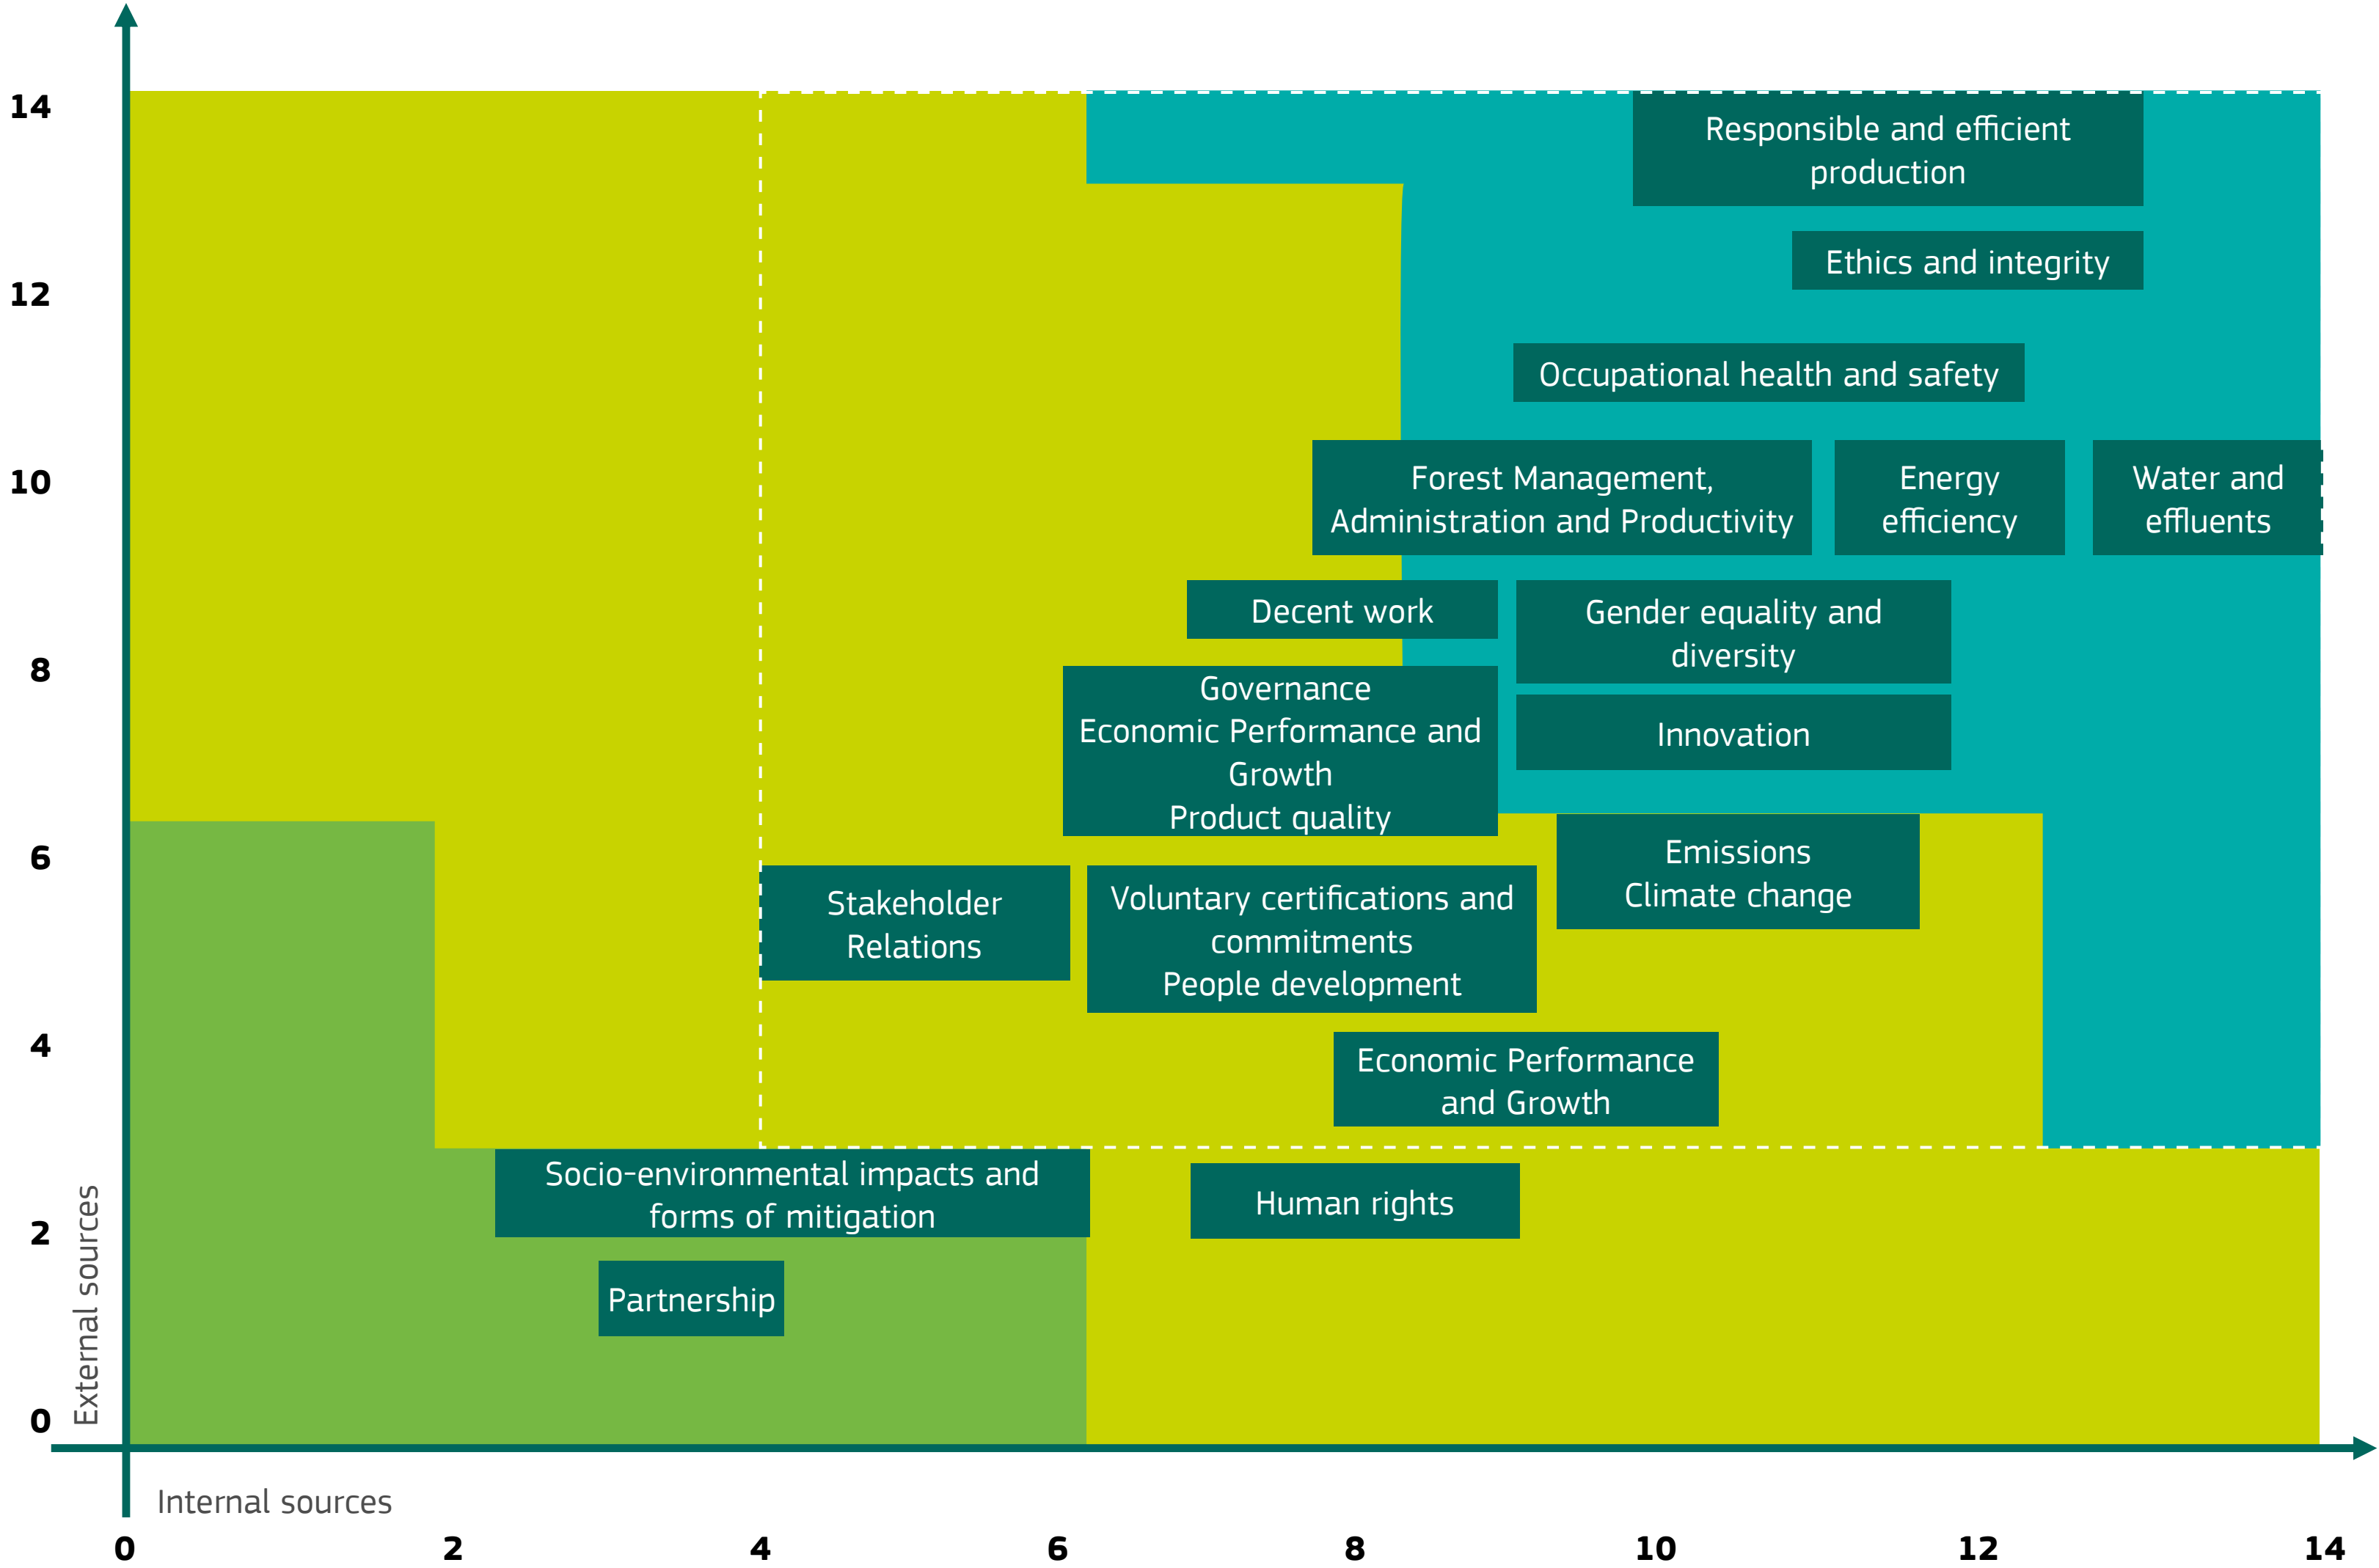 14
Responsible and efficient
production
Ethics and integrity
12
Occupational health and safety
10
Forest Management,
Administration and Productivity
Energy
efficiency
Water and
effluents
Decent work
Gender equality and
diversity
8
Governance
Economic Performance and
Growth
Product quality
Innovation
6
Emissions
Climate change
Stakeholder
Relations
Voluntary certifications and
commitments
People development
4
Economic Performance
and Growth
2
Socio-environmental impacts and
forms of mitigation
Human rights
Partnership
0
External sources
Internal sources
0 2 4 6 8 10 12 14